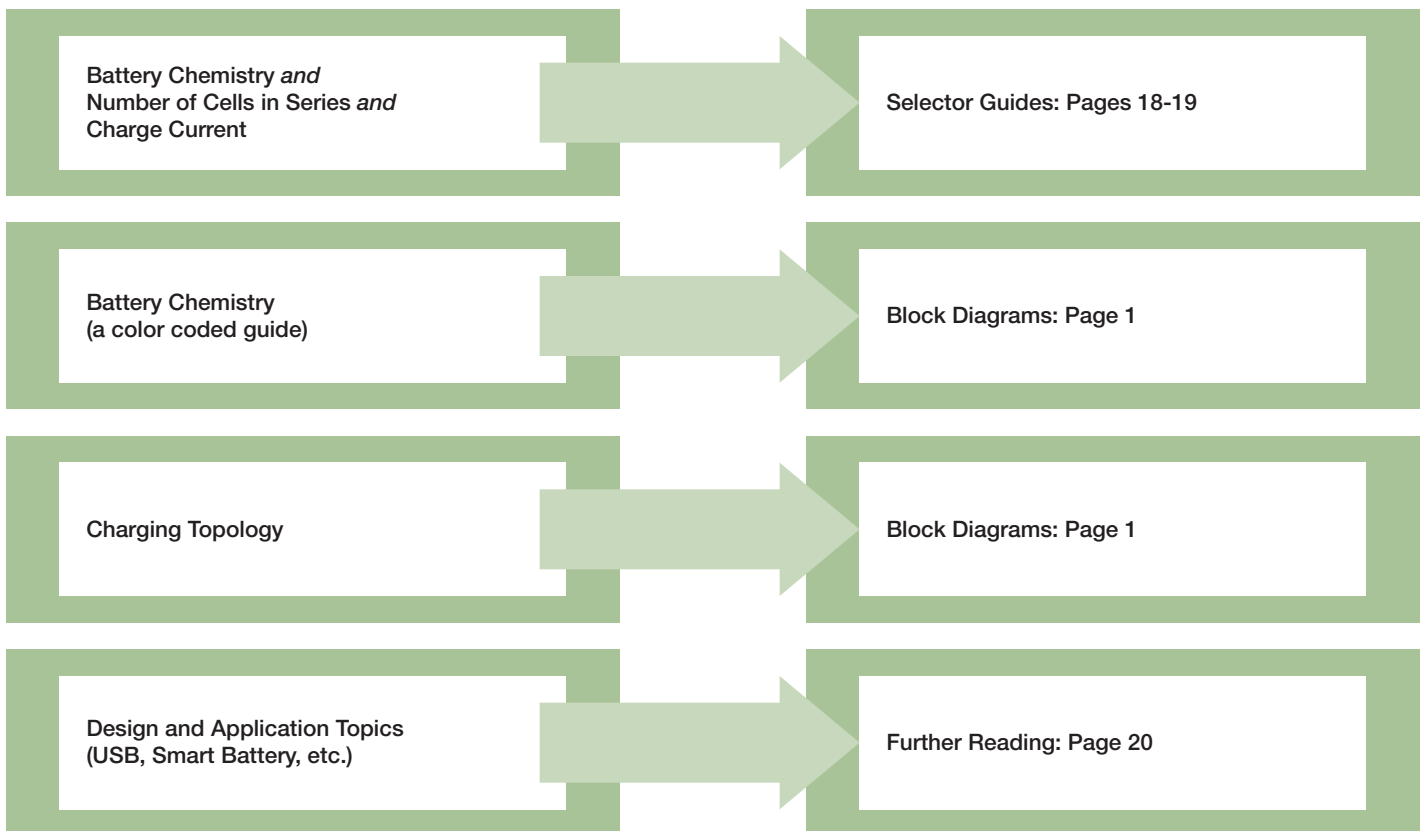 Battery Chemistry and
Number of Cells in Series and
Charge Current
Selector Guides: Pages 18-19
Battery Chemistry
(a color coded guide)
Block Diagrams: Page 1
Charging Topology
Block Diagrams: Page 1
Design and Application Topics
(USB, Smart Battery, etc.)
Further Reading: Page 20